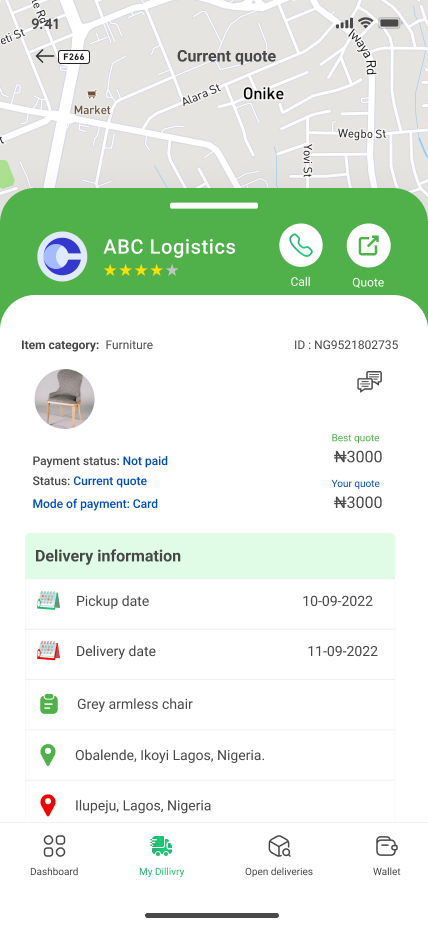 9:41
eti St
F266
Current quote
Iwaya Rd
Market
Alara St
Onike
Wegbo St
Yovi St
ABC Logistics
Call
Quote
Item category: Furniture
ID : NG9521802735
Best quote
₦3000
Payment status: Not paid
Status: Current quote
Your quote
Mode of payment: Card
₦3000
Delivery information
Pickup date
10-09-2022
Delivery date
11-09-2022
Grey armless chair
Obalende, Ikoyi Lagos, Nigeria.
Ilupeju, Lagos, Nigeria
Dashboard
My Dillivry
Open deliveries
Wallet